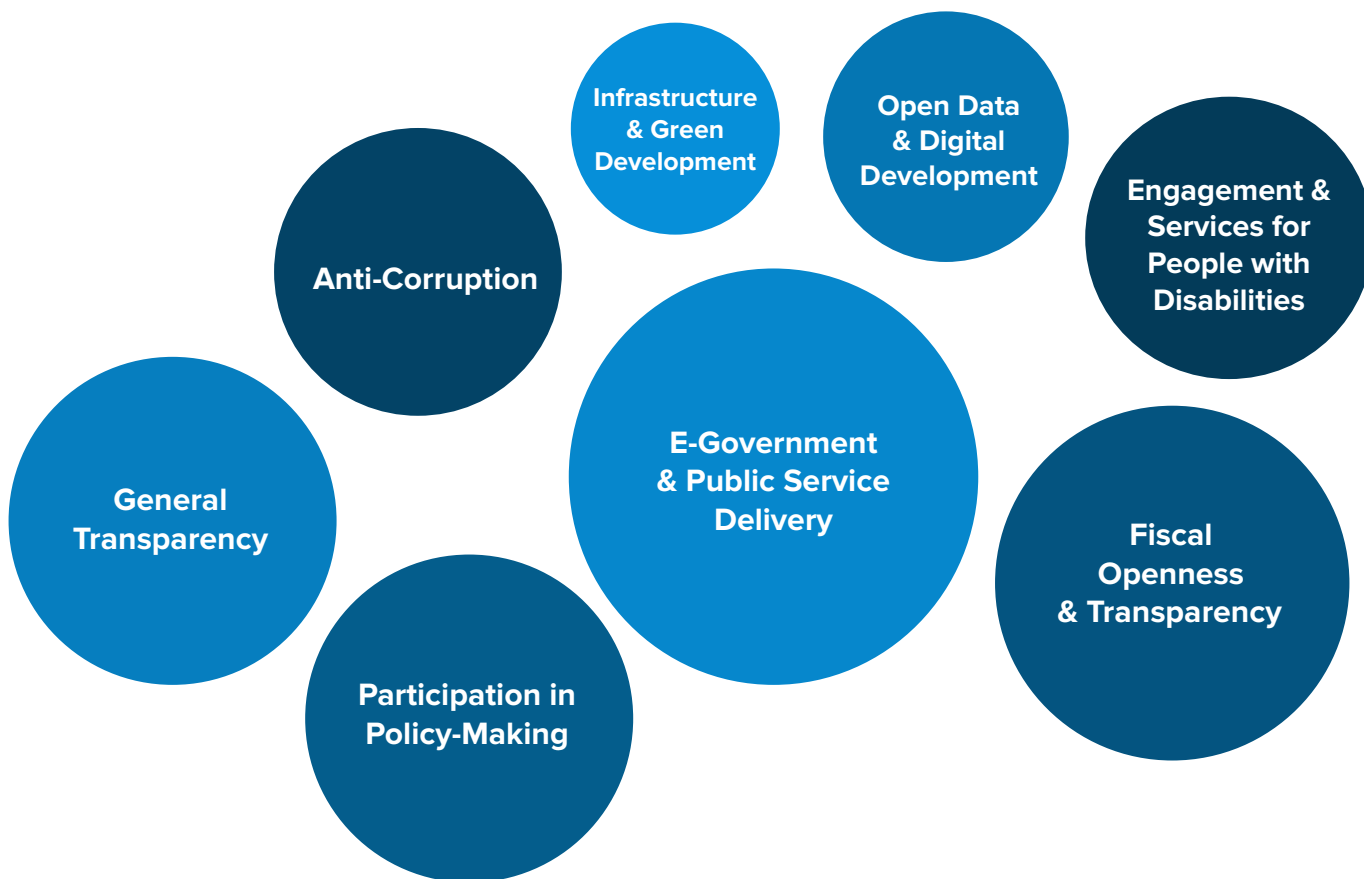 Infrastructure
& Green
Development
Open Data
& Digital
Development
Engagement &
Services for
People with
Disabilities
Anti-Corruption
E-Government
& Public Service
Delivery
General
Transparency
Fiscal
Openness
& Transparency
Participation in
Policy-Making